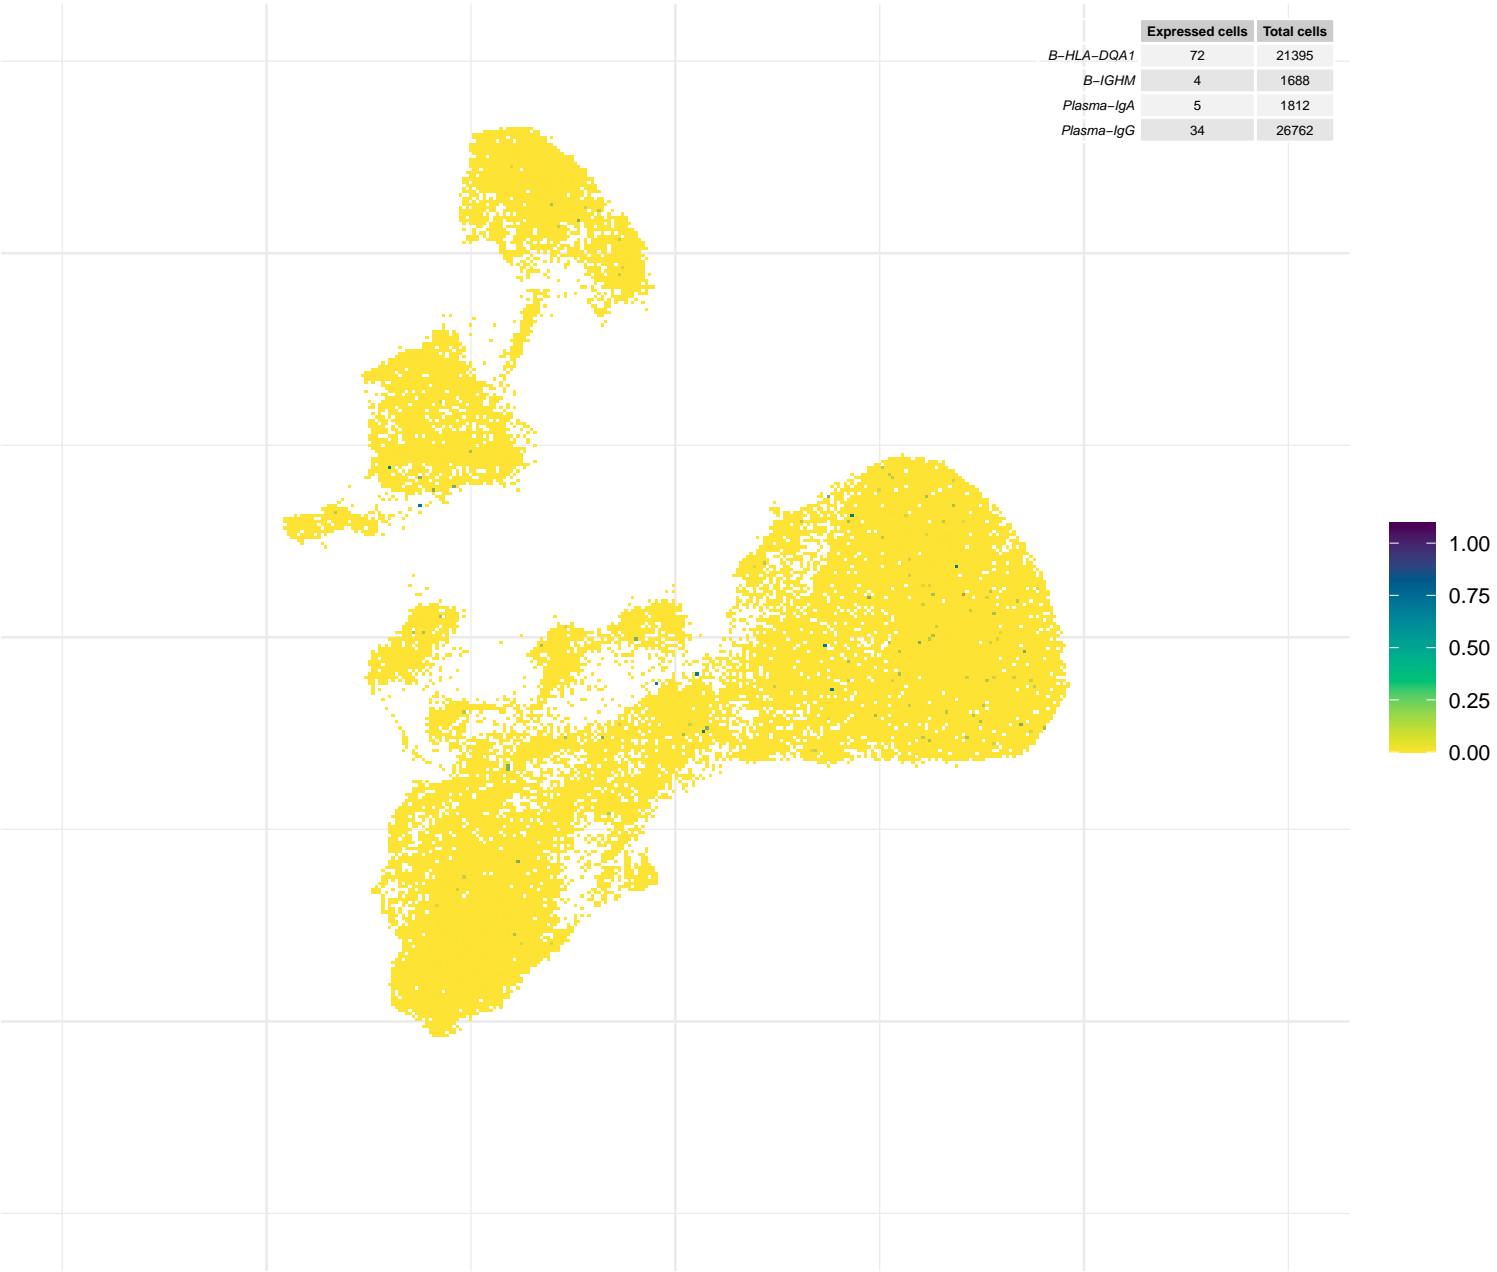 Expressed cells Total cells
B−HLA−DQA1 72 21395
B−IGHM 4 1688
Plasma−IgA 5 1812
Plasma−IgG 34 26762
1.00
0.75
0.50
0.25
0.00